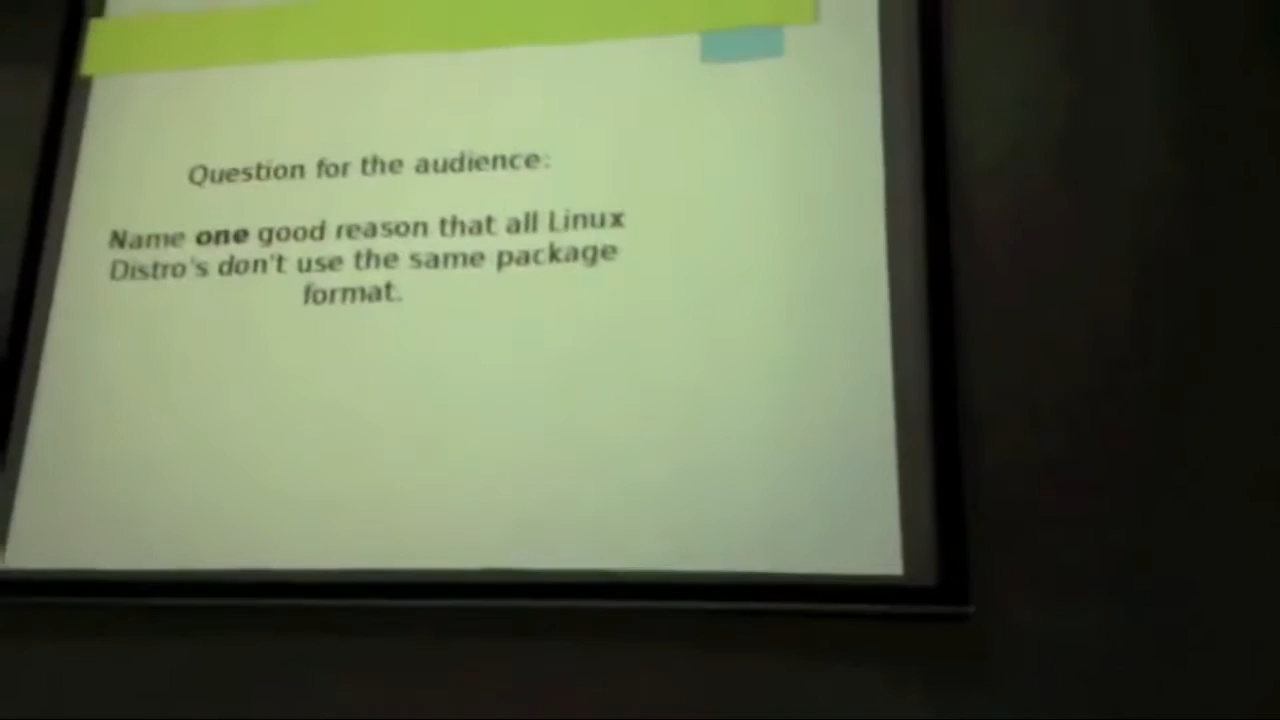 Question for the audience:
Name one good reason that all Linux
Distro's don't use the same package
format.